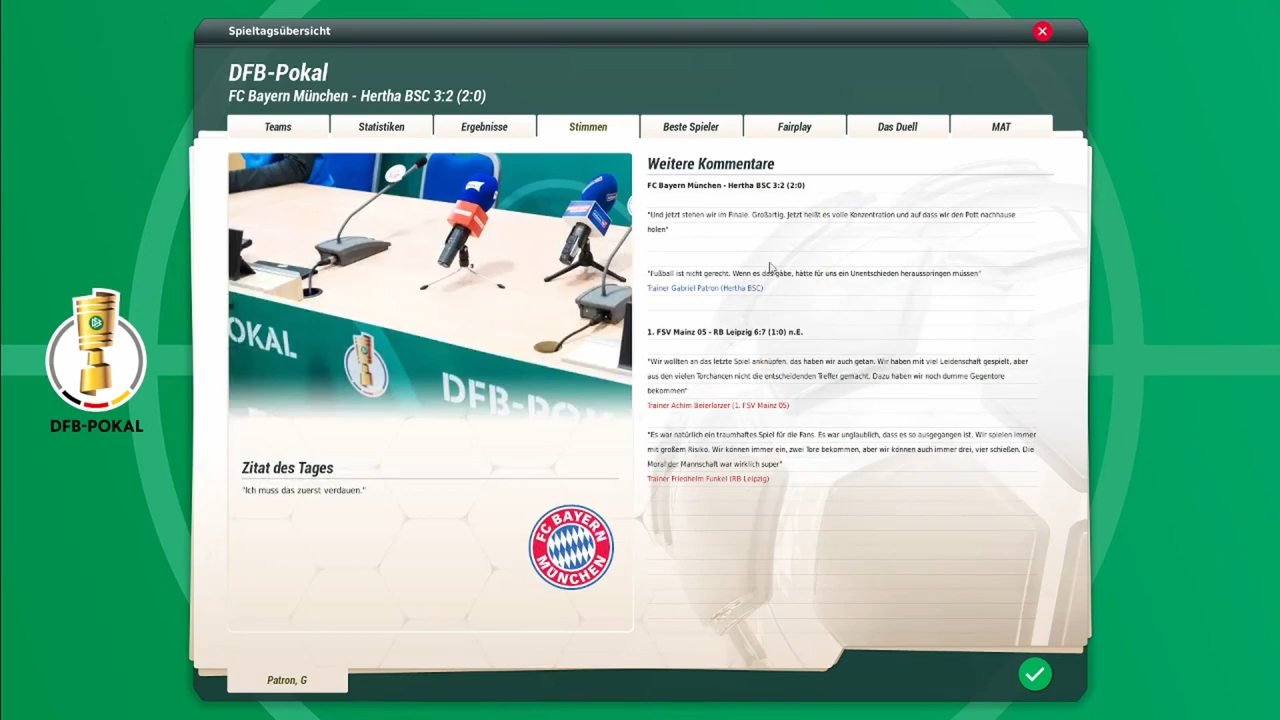 Spieltagsübersicht
DFB-Pokal
FC Bayern München - Hertha BSC 3:2 (2:0)
Teams
Statistiken
Ergebnisse
Stimmen
Beste Spieler
Fairplay
Das Duell
MAT
OKAL
DFB-POK
DFB-POKAL
Zitat des Tages
"Ich muss das zuerst verdauen."
FC BAYERN
MÜNCHEN
Weitere Kommentare
FC Bayern München - Hertha BSC 3:2 (2:0)
"Und jetzt stehen wir im Finale. Großartig. Jetzt heißt es volle Konzentration und auf dass wir den Pott nachhause
holen"
"Fußball ist nicht gerecht. Wenn es das gäbe, hätte für uns ein Unentschieden herausspringen müssen"
Trainer Gabriel Patron (Hertha BSC)
1. FSV Mainz 05 - RB Leipzig 6:7 (1:0) n.E.
"Wir wollten an das letzte Spiel anknüpfen, das haben wir auch getan. Wir haben mit viel Leidenschaft gespielt, aber
aus den vielen Torchancen nicht die entscheidenden Treffer gemacht. Dazu haben wir noch dumme Gegentore
bekommen"
Trainer Achim Beierlorzer (1. FSV Mainz 05)
"Es war natürlich ein traumhaftes Spiel für die Fans. Es war unglaublich, dass es so ausgegangen ist. Wir spielen immer
mit großem Risiko. Wir können immer ein, zwei Tore bekommen, aber wir können auch immer drei, vier schießen. Die
Moral der Mannschaft war wirklich super"
Trainer Friedhelm Funkel (RB Leipzig)
Patron, G